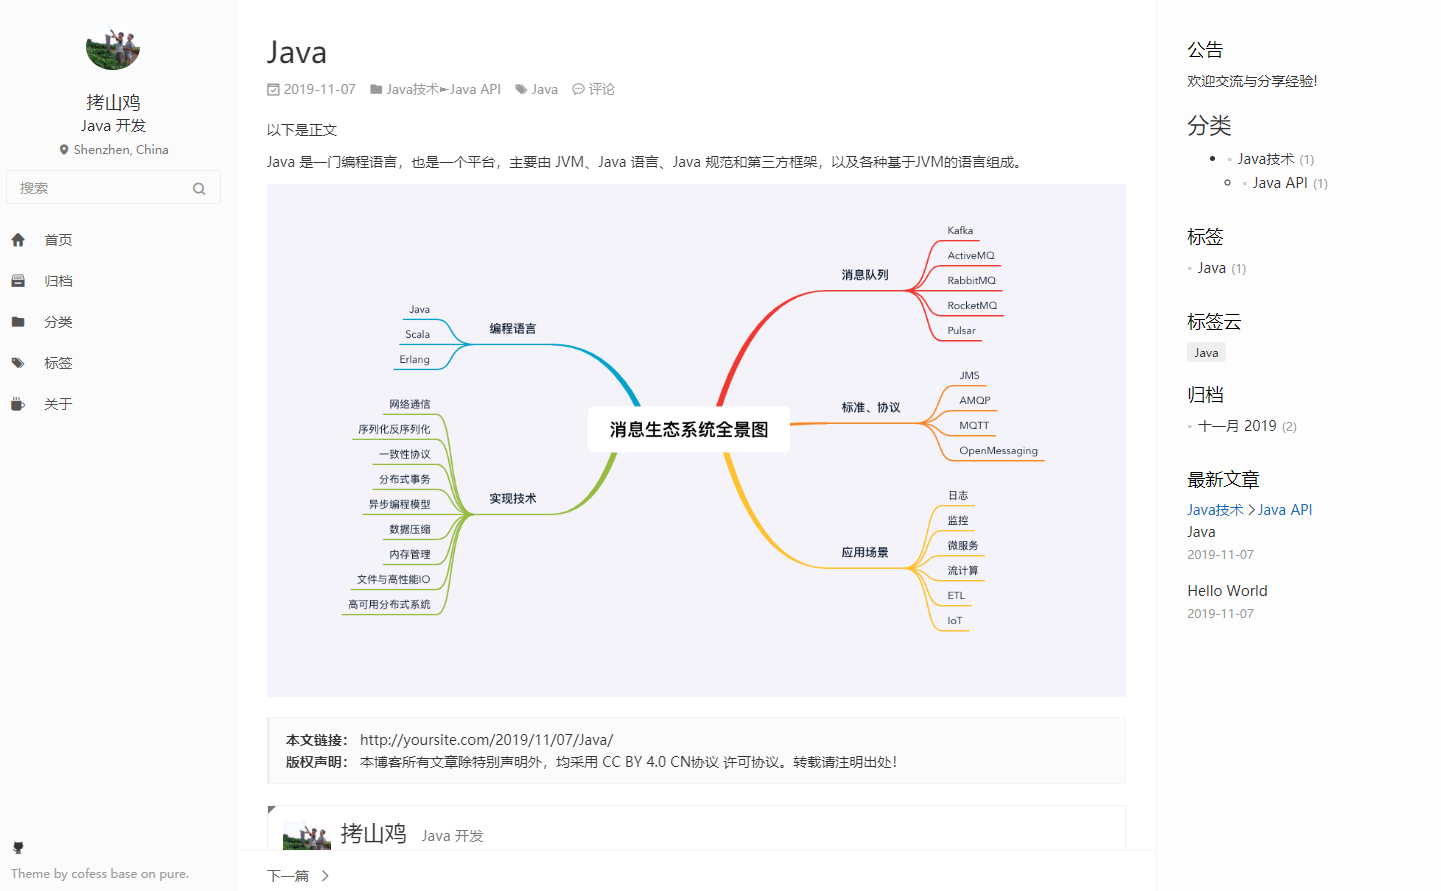 拷山鸡
Java 开发
Shenzhen, China
搜索
首页
归档
分类
标签
关于
Theme by cofess base on pure.
Java
2019-11-07 Java技术►Java API Java 评论
以下是正文
Java 是一门编程语言，也是一个平台，主要由 JVM、Java 语言、Java 规范和第三方框架，以及各种基于JVM的语言组成。
消息生态系统全景图
编程语言
Java
Scala
Erlang
实现技术
网络通信
序列化反序列化
一致性协议
分布式事务
异步编程模型
数据压缩
内存管理
文件与高性能IO
高可用分布式系统
消息队列
Kafka
ActiveMQ
RabbitMQ
RocketMQ
Pulsar
标准、协议
JMS
AMQP
MQTT
OpenMessaging
应用场景
日志
监控
微服务
流计算
ETL
IoT
本文链接： http://yoursite.com/2019/11/07/Java/
版权声明： 本博客所有文章除特别声明外，均采用 CC BY 4.0 CN协议 许可协议。转载请注明出处！
拷山鸡 Java 开发
下一篇
公告
欢迎交流与分享经验!
分类
Java技术 (1)
Java API (1)
标签
Java (1)
标签云
Java
归档
十一月 2019 (2)
最新文章
Java技术 Java API
Java
2019-11-07
Hello World
2019-11-07